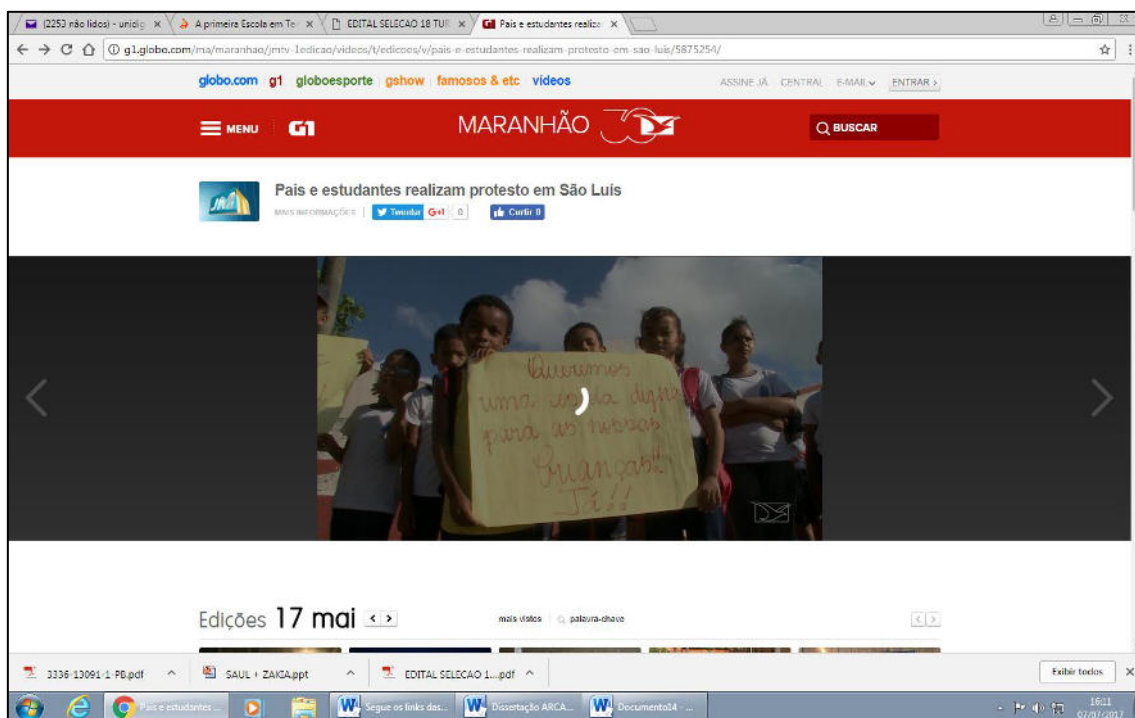 (2253 não lidos) - unidig
A primeira Escola em Te
EDITAL SELECAO 18 TUR
Pais e estudantes realiza
g1.globo.com/ma/maranhao/jmtv-1edicao/videos/t/edicoes/v/pais-e-estudantes-realizam-protesto-em-sao-luis/5875254/
globo.com g1 globoesporte gshow famosos & etc vídeos
ASSINE JÁ CENTRAL E-MAIL ENTRAR >
MENU G1 MARANHÃO 30 BUSCAR
Pais e estudantes realizam protesto em São Luís
MAIS INFORMAÇÕES Tweetar G+1 0 Curtir 0
Queremos
uma digna
para as nossas
Crianças!!
Já!!
Edições 17 mai < >
mais vistos palavra-chave
3336-13091-1-PB.pdf
SAUL + ZAKIA.ppt
EDITAL SELECAO 1....pdf
Exibir todos
Pais e estudantes ...
Segue os links das...
Dissertação ARCA...
Documento14 - ...
16:11
07/07/2017